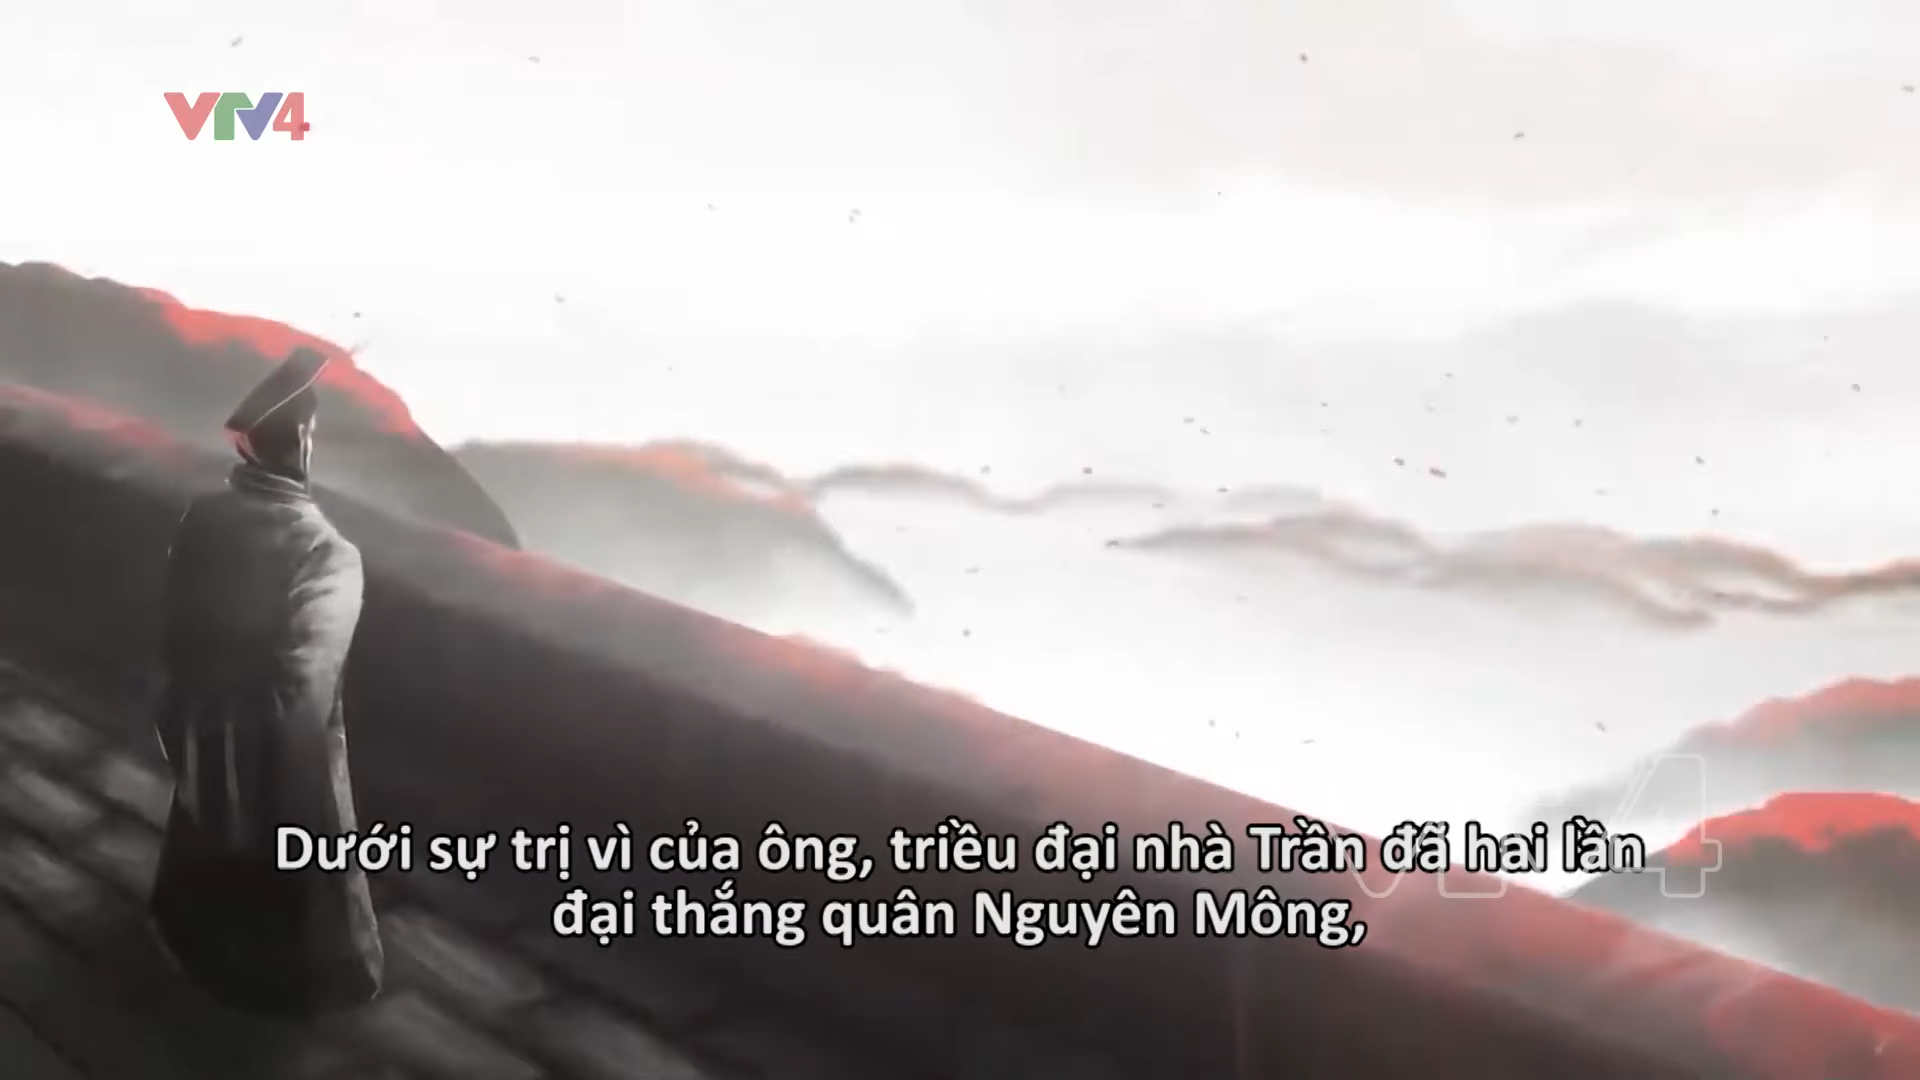 VTV4
Dưới sự trị vì của ông, triều đại nhà Trần đã hai lần
đại thắng quân Nguyên Mông,
VTV4